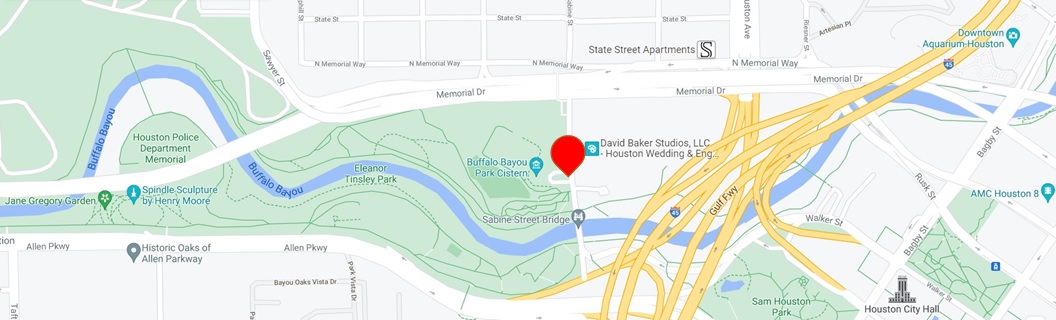 State St
State St
Artesian Pl
Riesner St
State Street Apartments
S
Downtown
Aquarium-Houston
Sawyer St
N Memorial Way
N Memorial Way
N Memorial Way
45
Memorial Dr
Memorial Dr
Memorial Dr
Buffalo Bayou
Houston Police
Department
Memorial
David Baker Studios, LLC
- Houston Wedding & Eng...
Bagby St
Buffalo Bayou
Park Cistern
Eleanor
Tinsley Park
Buffalo Bayou
Spindle Sculpture
by Henry Moore
Jane Gregory Garden
Rusk St
AMC Houston 8
Gulf Fwy
45
Sabine Street Bridge
Walker St
Bagby St
Allen Pkwy
Historic Oaks of
Allen Parkway
Allen Pkwy
Park Vista Dr
Bayou Oaks Vista Dr
Walker St
Sam Houston
Park
Houston City Hall